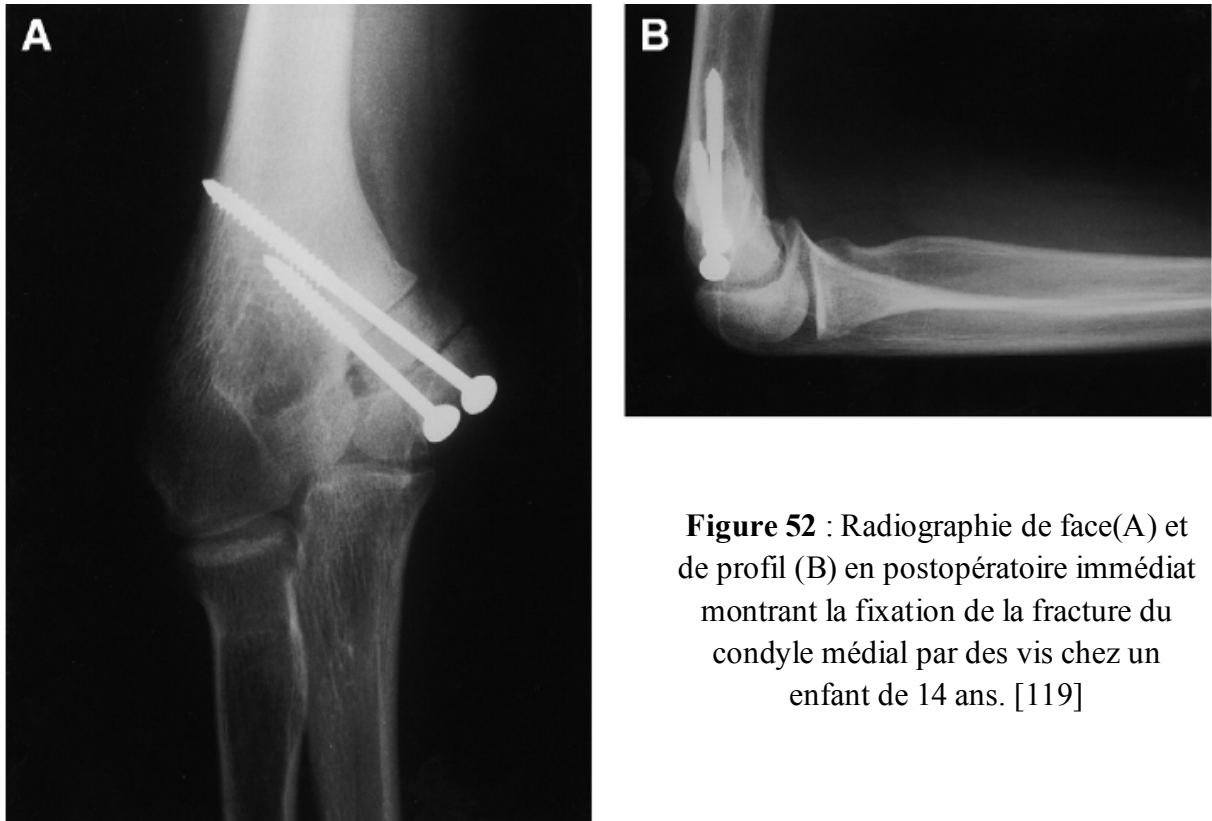 A
B
Figure 52 : Radiographie de face(A) et
de profil (B) en postopératoire immédiat
montrant la fixation de la fracture du
condyle médial par des vis chez un
enfant de 14 ans. [119]